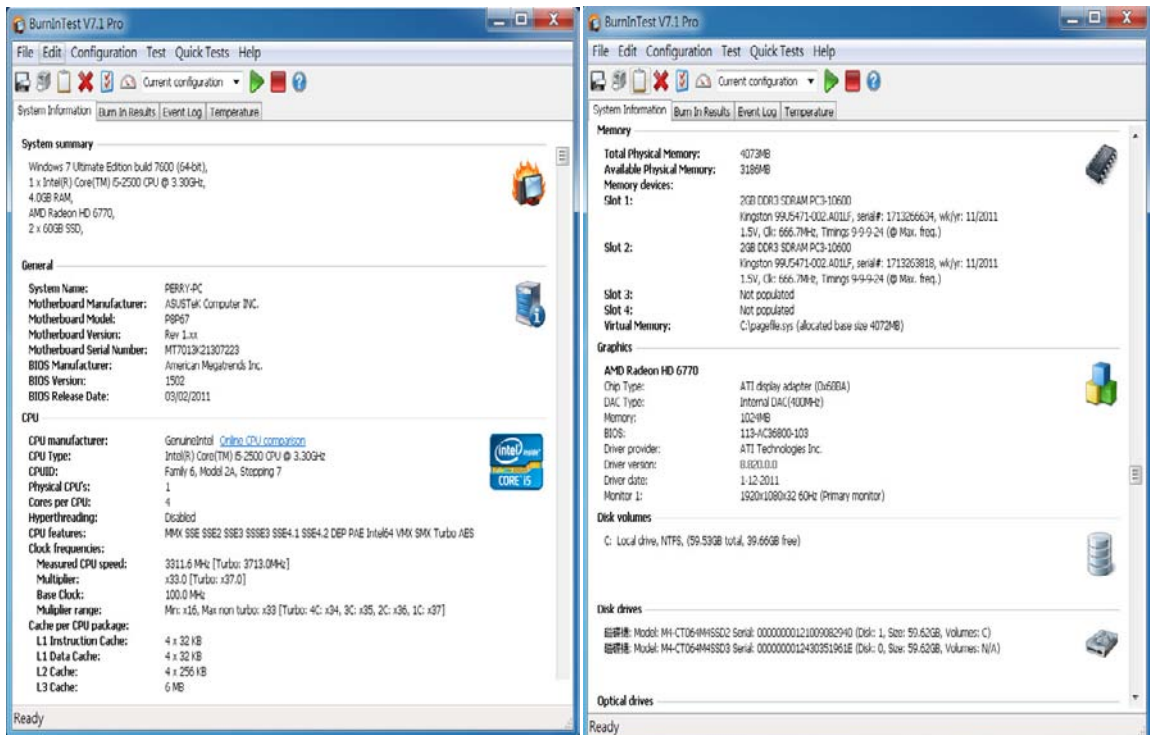 BurnInTest V7.1 Pro
File Edit Configuration Test Quick Tests Help
Current configuration
System Information Burn In Results Event Log Temperature
System summary
Windows 7 Ultimate Edition build 7600 (64-bit),
1 x Intel(R) Core(TM) i5-2500 CPU @ 3.30GHz,
4.0GB RAM,
AMD Radeon HD 6770,
2 x 60GB SSD,
General
System Name: PERRY-PC
Motherboard Manufacturer: ASUSTeK Computer INC.
Motherboard Model: P8P67
Motherboard Version: Rev 1.xx
Motherboard Serial Number: MT7013K21307223
BIOS Manufacturer: American Megatrends Inc.
BIOS Version: 1502
BIOS Release Date: 03/02/2011
CPU
CPU manufacturer: GenuineIntel Online CPU comparison
CPU Type: Intel(R) Core(TM) i5-2500 CPU @ 3.30GHz
CPUID: Family 6, Model 2A, Stepping 7
Physical CPU's: 1
Cores per CPU: 4
Hyperthreading: Disabled
CPU features: MMX SSE SSE2 SSE3 SSSE3 SSE4.1 SSE4.2 DEP PAE Intel64 VMX SMX Turbo AES
Clock frequencies:
Measured CPU speed: 3311.6 MHz [Turbo: 3713.0MHz]
Multiplier: x33.0 [Turbo: x37.0]
Base Clock: 100.0 MHz
Muliplier range: Min: x16, Max non turbo: x33 [Turbo: 4C: x34, 3C: x35, 2C: x36, 1C: x37]
Cache per CPU package:
L1 Instruction Cache: 4 x 32 KB
L1 Data Cache: 4 x 32 KB
L2 Cache: 4 x 256 KB
L3 Cache: 6 MB
(intel) inside
CORE i5
Ready
BurnInTest V7.1 Pro
File Edit Configuration Test Quick Tests Help
Current configuration
System Information Burn In Results Event Log Temperature
Memory
Total Physical Memory: 4073MB
Available Physical Memory: 3186MB
Memory devices:
Slot 1: 2GB DDR3 SDRAM PC3-10600
Kingston 99U5471-002.A01LF, serial#: 1713266634, wk/yr: 11/2011
1.5V, Clk: 666.7MHz, Timings 9-9-9-24 (@ Max. freq.)
Slot 2: 2GB DDR3 SDRAM PC3-10600
Kingston 99U5471-002.A01LF, serial#: 1713263818, wk/yr: 11/2011
1.5V, Clk: 666.7MHz, Timings 9-9-9-24 (@ Max. freq.)
Slot 3: Not populated
Slot 4: Not populated
Virtual Memory: C:\pagefile.sys (allocated base size 4072MB)
Graphics
AMD Radeon HD 6770
Chip Type: ATI display adapter (0x68BA)
DAC Type: Internal DAC(400MHz)
Memory: 1024MB
BIOS: 113-AC36800-103
Driver provider: ATI Technologies Inc.
Driver version: 8.820.0.0
Driver date: 1-12-2011
Monitor 1: 1920x1080x32 60Hz (Primary monitor)
Disk volumes
C: Local drive, NTFS, (59.53GB total, 39.66GB free)
Disk drives
磁碟機: Model: M4-CT064M4SSD2 Serial: 00000000121009082940 (Disk: 1, Size: 59.62GB, Volumes: C)
磁碟機: Model: M4-CT064M4SSD3 Serial: 0000000012430351961E (Disk: 0, Size: 59.62GB, Volumes: N/A)
Optical drives
Ready